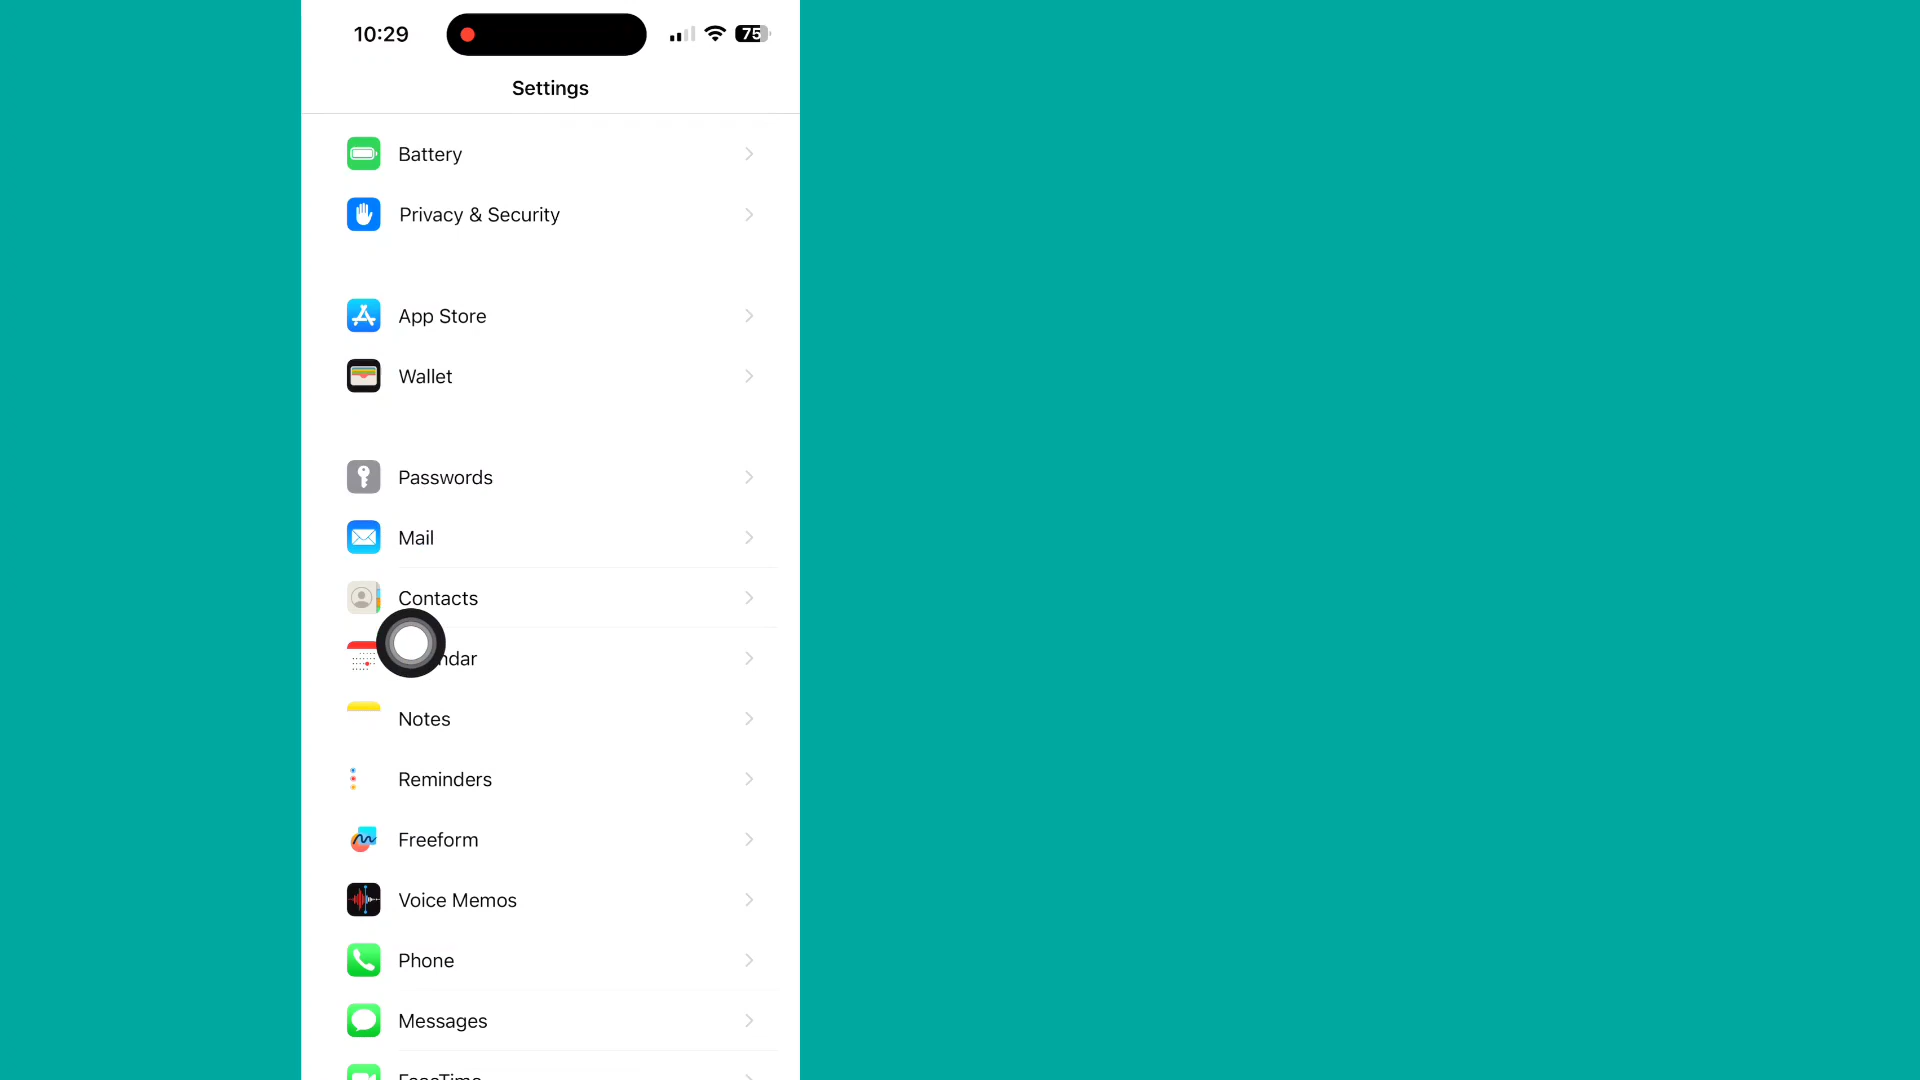 10:29
75
Settings
Battery
Privacy & Security
App Store
Wallet
Passwords
Mail
Contacts
ndar
Notes
Reminders
Freeform
Voice Memos
Phone
Messages
FaceTime